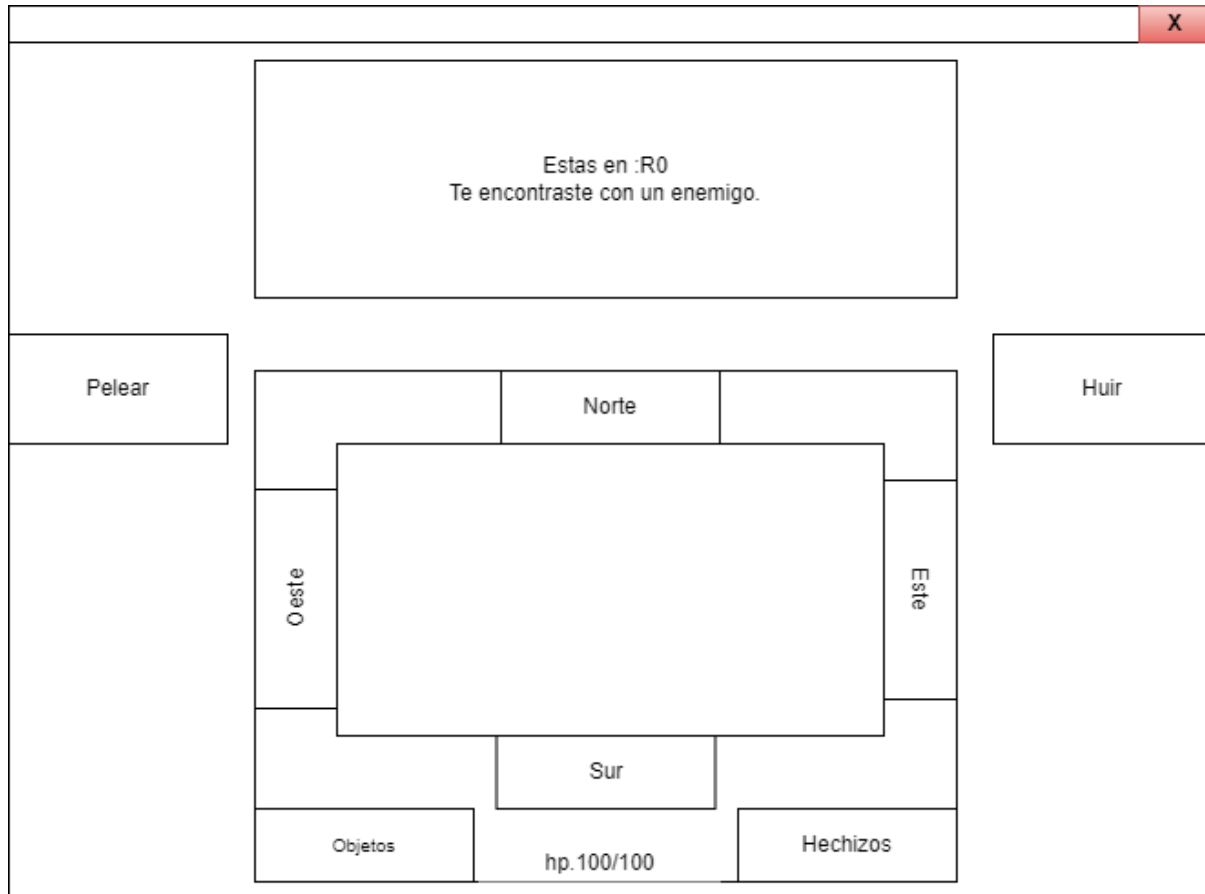 X
Estas en :R0
Te encontraste con un enemigo.
Pelear
Huir
Norte
Oeste
Este
Sur
Objetos
hp.100/100
Hechizos